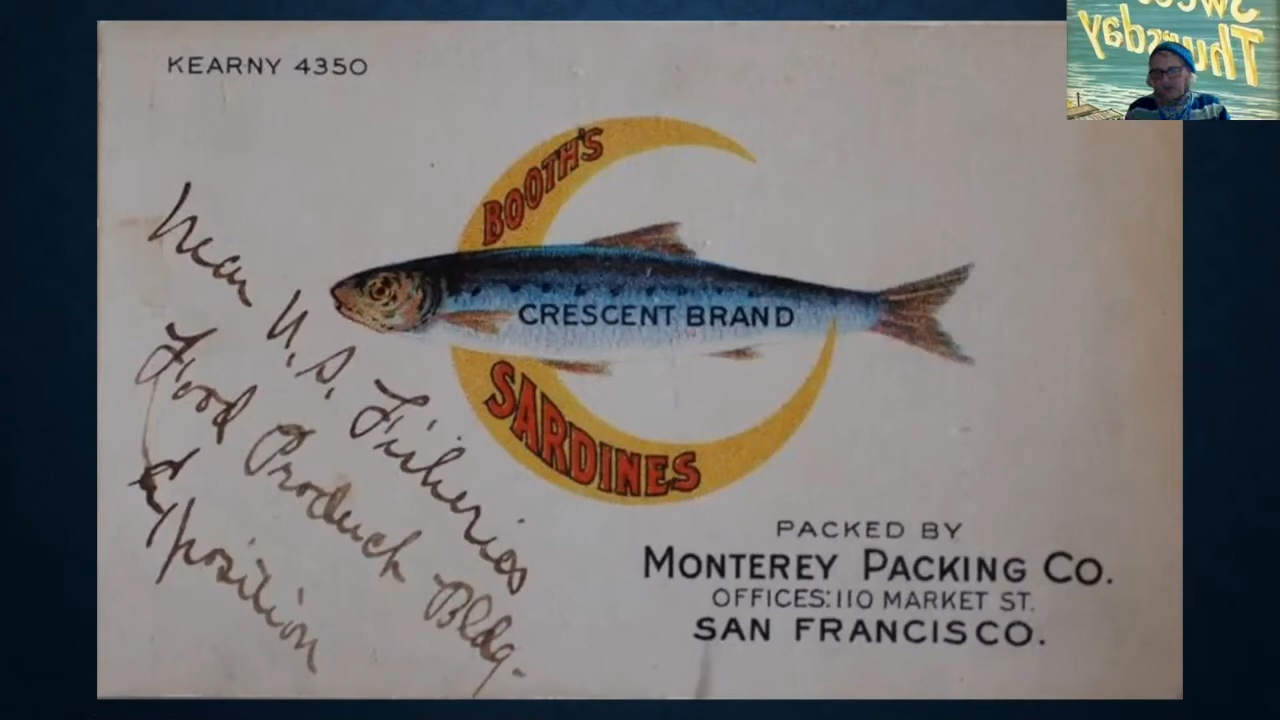 KEARNY 4350
BOOTH'S
CRESCENT BRAND
SARDINES
PACKED BY
MONTEREY PACKING CO.
OFFICES: 110 MARKET ST.
SAN FRANCISCO.
Near U.S. Fisheries
Food Products Bldg.
Exposition
Sweet
Thursday